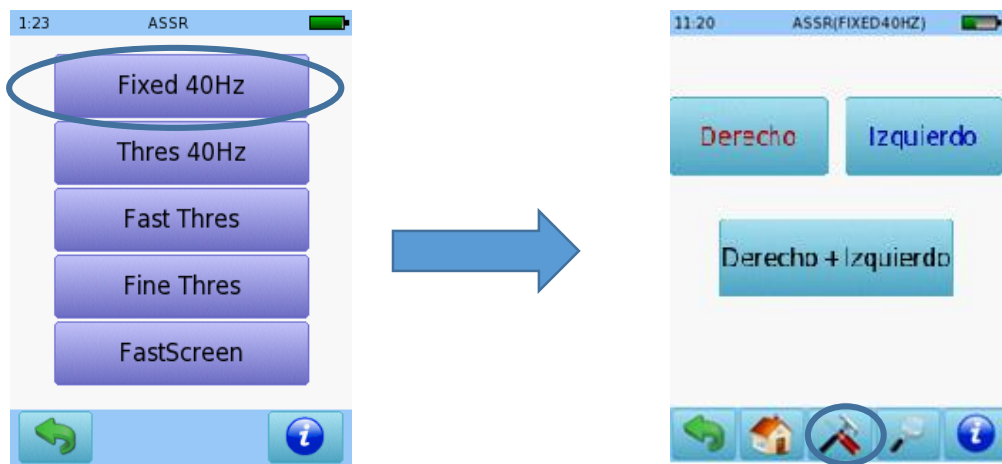 1:23 ASSR
Fixed 40Hz
Thres 40Hz
Fast Thres
Fine Thres
FastScreen
11:20 ASSR(FIXED40HZ)
Derecho Izquierdo
Derecho + Izquierdo